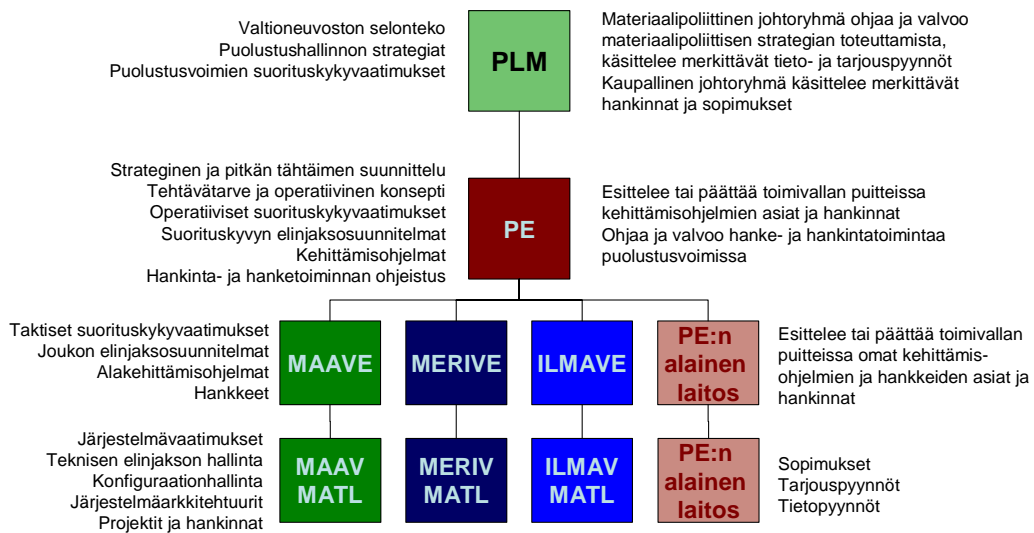 Valtioneuvoston selonteko
Puolustushallinnon strategiat
Puolustusvoimien suorituskykyvaatimukset
PLM
Materiaalipoliittinen johtoryhmä ohjaa ja valvoo
materiaalipoliittisen strategian toteuttamista,
käsittelee merkittävät tieto- ja tarjouspyynnöt
Kaupallinen johtoryhmä käsittelee merkittävät
hankinnat ja sopimukset
Strateginen ja pitkän tähtäimen suunnittelu
Tehtävätarve ja operatiivinen konsepti
Operatiiviset suorituskykyvaatimukset
Suorituskyvyn elinjaksosuunnitelmat
Kehittämisohjelmat
Hankinta- ja hanketoiminnan ohjeistus
PE
Esittelee tai päättää toimivallan puitteissa
kehittämisohjelmien asiat ja hankinnat
Ohjaa ja valvoo hanke- ja hankintatoimintaa
puolustusvoimissa
Taktiset suorituskykyvaatimukset
Joukon elinjaksosuunnitelmat
Alakehittämisohjelmat
Hankkeet
MAAVE
MERIVE
ILMAVE
PE:n
alainen
laitos
Esittelee tai päättää toimivallan
puitteissa omat kehittämis-
ohjelmien ja hankkeiden asiat ja
hankinnat
Järjestelmävaatimukset
Teknisen elinjakson hallinta
Konfiguraationhallinta
Järjestelmäarkkitehtuurit
Projektit ja hankinnat
MAAV
MATL
MERIV
MATL
ILMAV
MATL
PE:n
alainen
laitos
Sopimukset
Tarjouspyynnöt
Tietopyynnöt